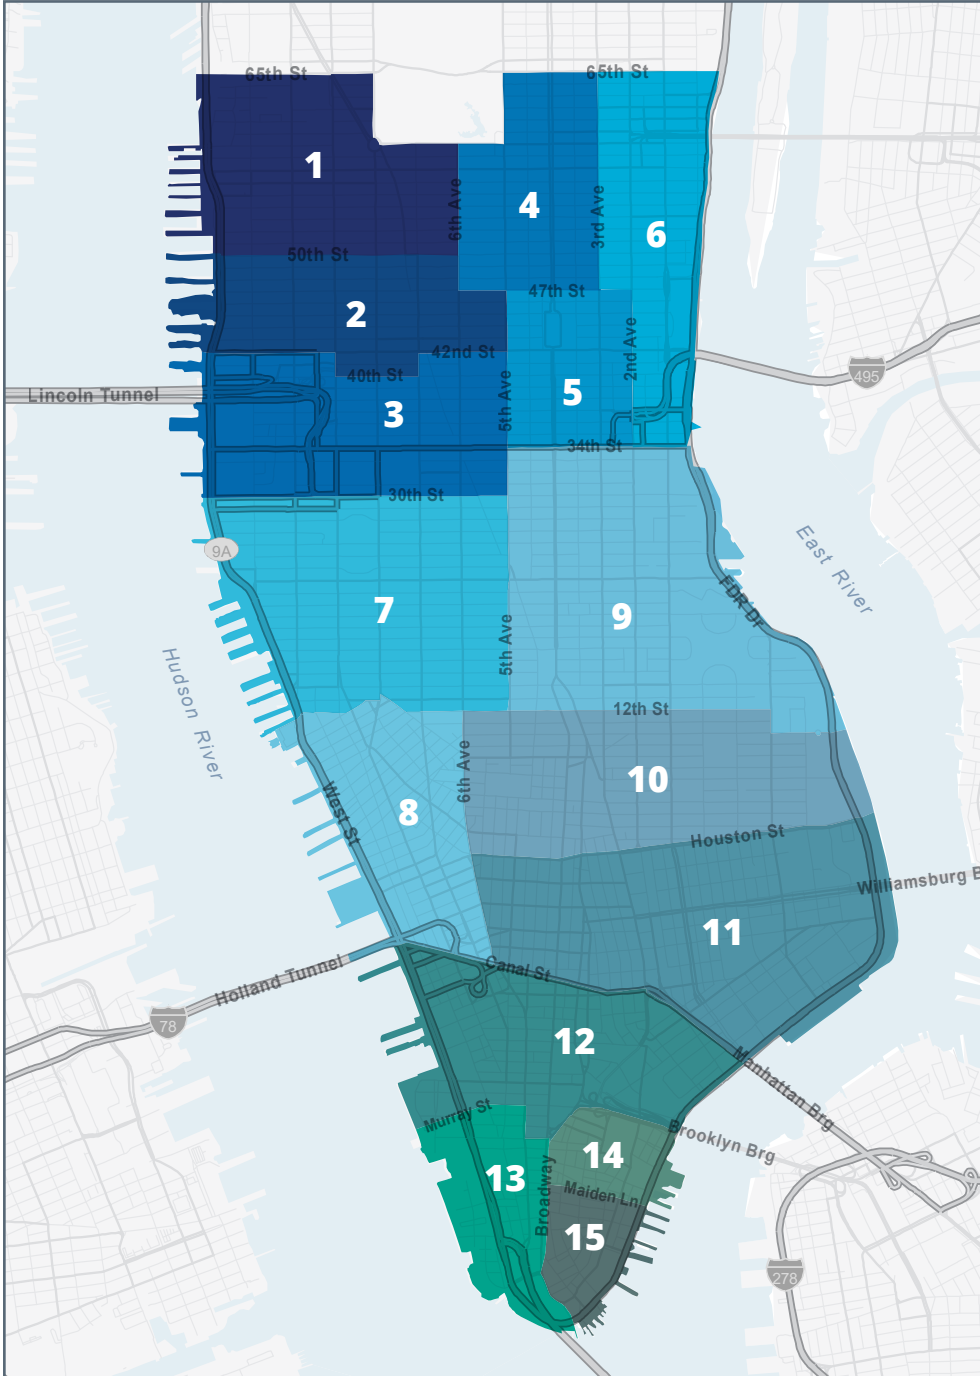 65th St
65th St
1
6th Ave
4
3rd Ave
6
50th St
47th St
2
42nd St
2nd Ave
40th St
495
Lincoln Tunnel
3
5th Ave
5
34th St
30th St
9A
East River
7
5th Ave
9
FDR Dr
Hudson River
12th St
6th Ave
10
8
West St
Houston St
Williamsburg B
11
Canal St
Holland Tunnel
78
12
Manhattan Brg
Murray St
Brooklyn Brg
14
13
Broadway
Maiden Ln
15
278